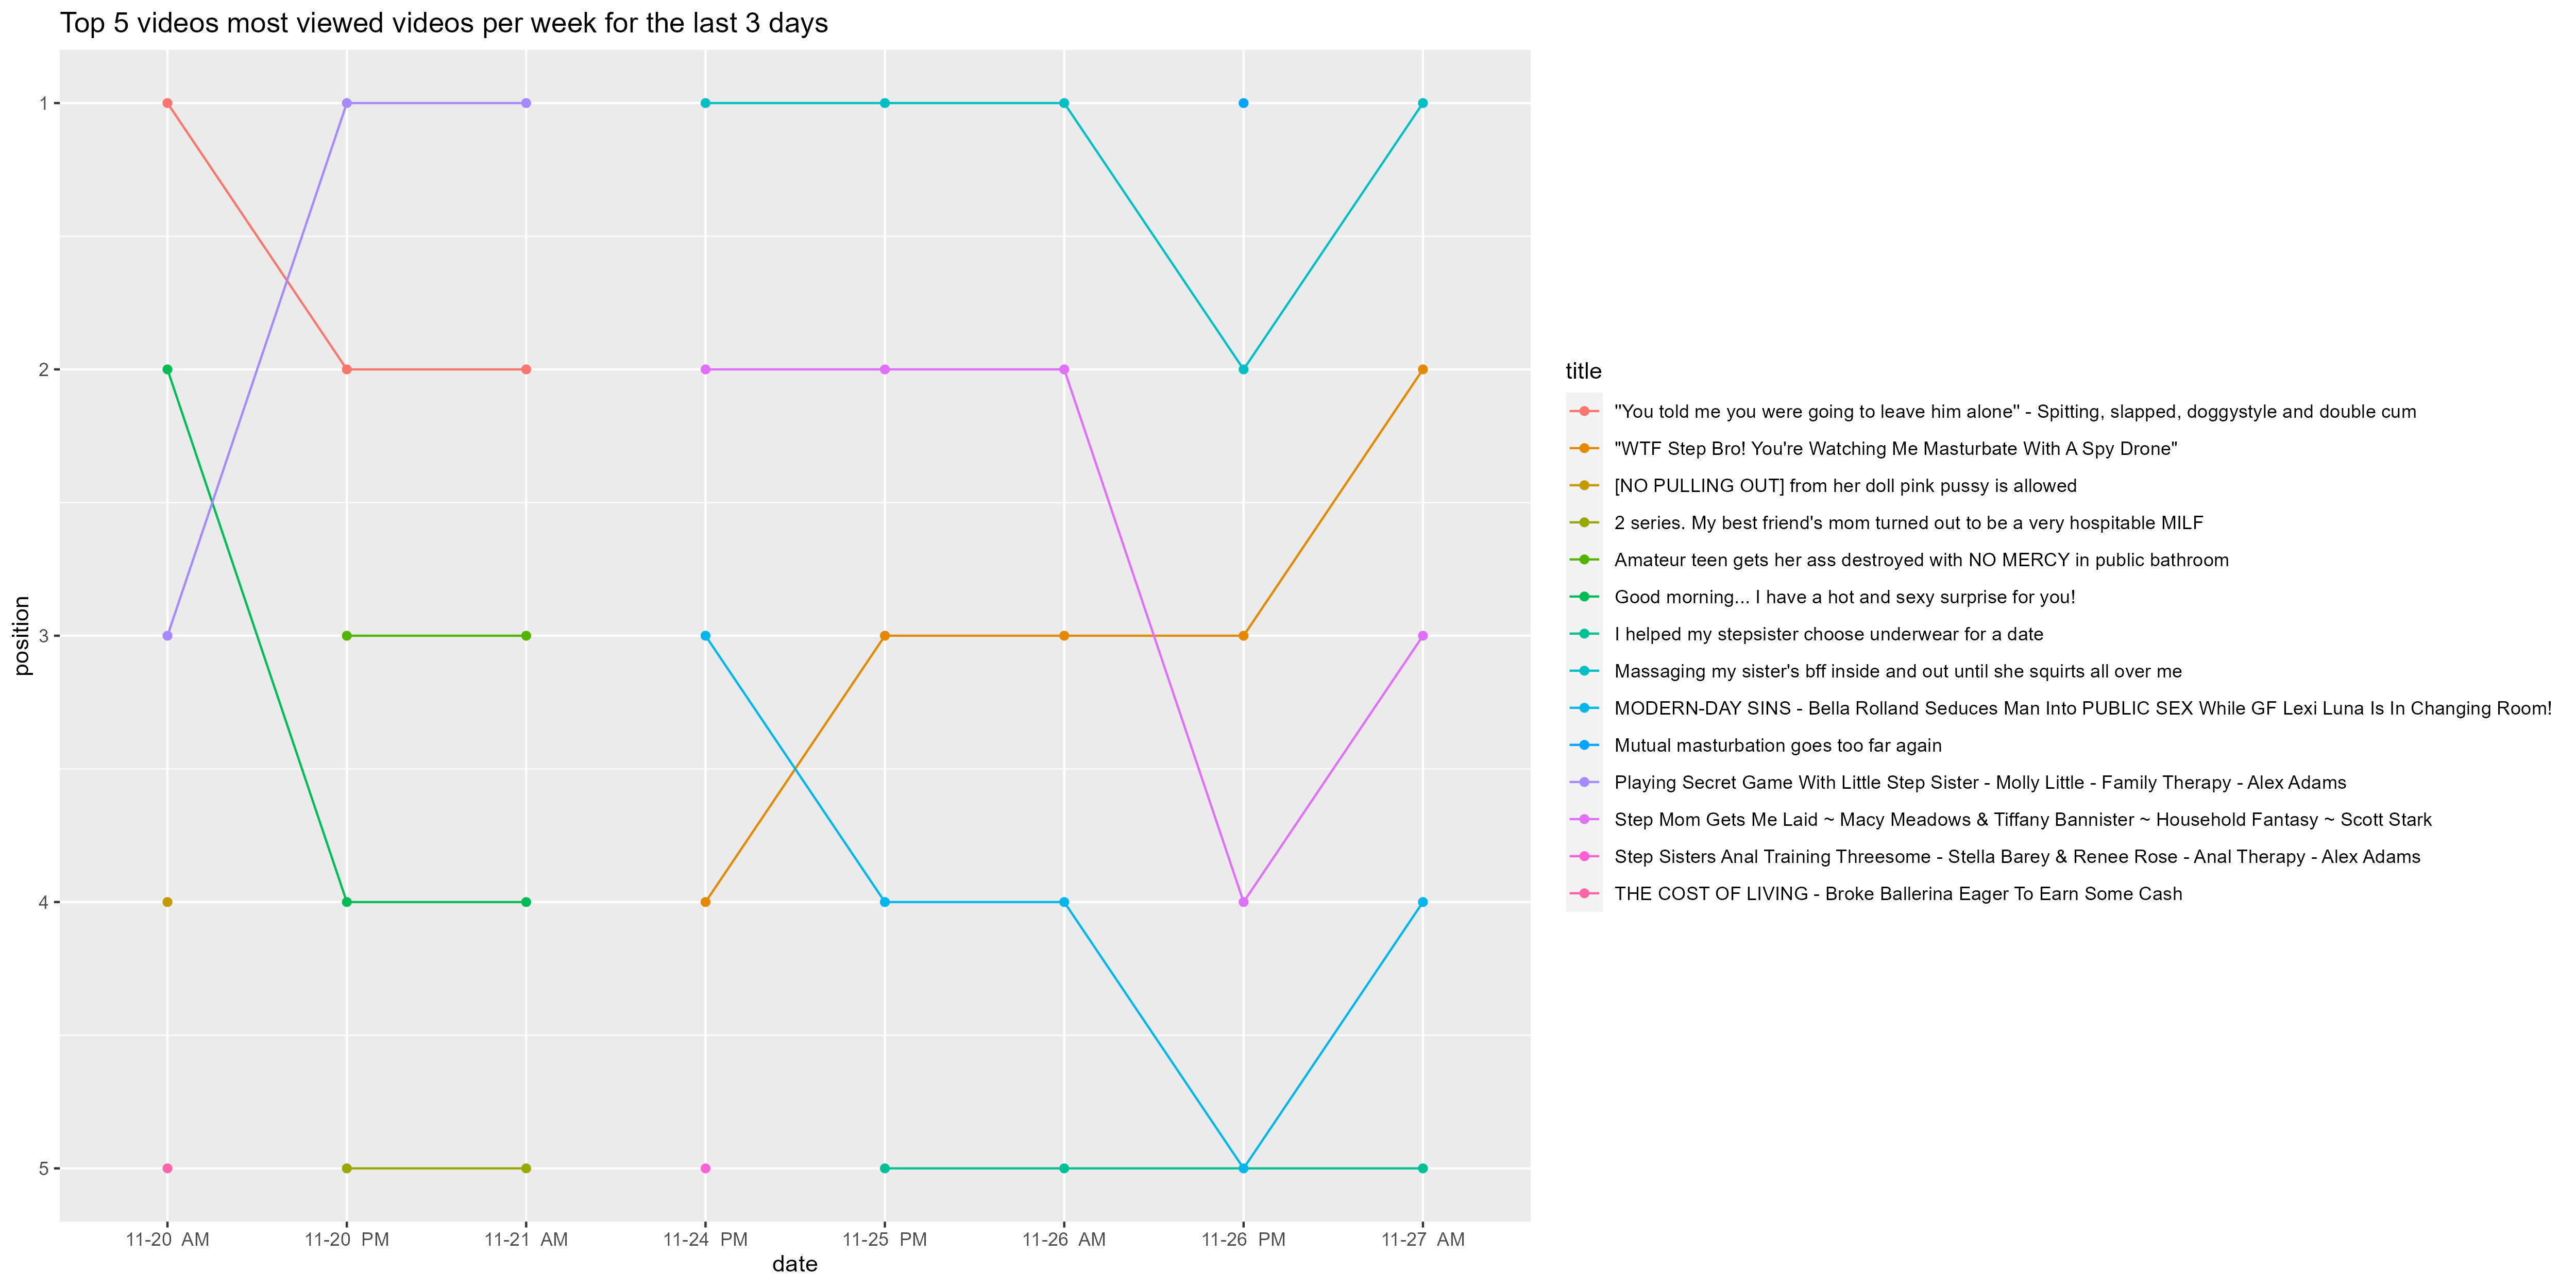 Top 5 videos most viewed videos per week for the last 3 days
position
1
2
3
4
5
11-20 AM
11-20 PM
11-21 AM
11-24 PM
11-25 PM
11-26 AM
11-26 PM
11-27 AM
date
title
"You told me you were going to leave him alone" - Spitting, slapped, doggystyle and double cum
"WTF Step Bro! You're Watching Me Masturbate With A Spy Drone"
[NO PULLING OUT] from her doll pink pussy is allowed
2 series. My best friend's mom turned out to be a very hospitable MILF
Amateur teen gets her ass destroyed with NO MERCY in public bathroom
Good morning... I have a hot and sexy surprise for you!
I helped my stepsister choose underwear for a date
Massaging my sister's bff inside and out until she squirts all over me
MODERN-DAY SINS - Bella Rolland Seduces Man Into PUBLIC SEX While GF Lexi Luna Is In Changing Room!
Mutual masturbation goes too far again
Playing Secret Game With Little Step Sister - Molly Little - Family Therapy - Alex Adams
Step Mom Gets Me Laid ~ Macy Meadows & Tiffany Bannister ~ Household Fantasy ~ Scott Stark
Step Sisters Anal Training Threesome - Stella Barey & Renee Rose - Anal Therapy - Alex Adams
THE COST OF LIVING - Broke Ballerina Eager To Earn Some Cash